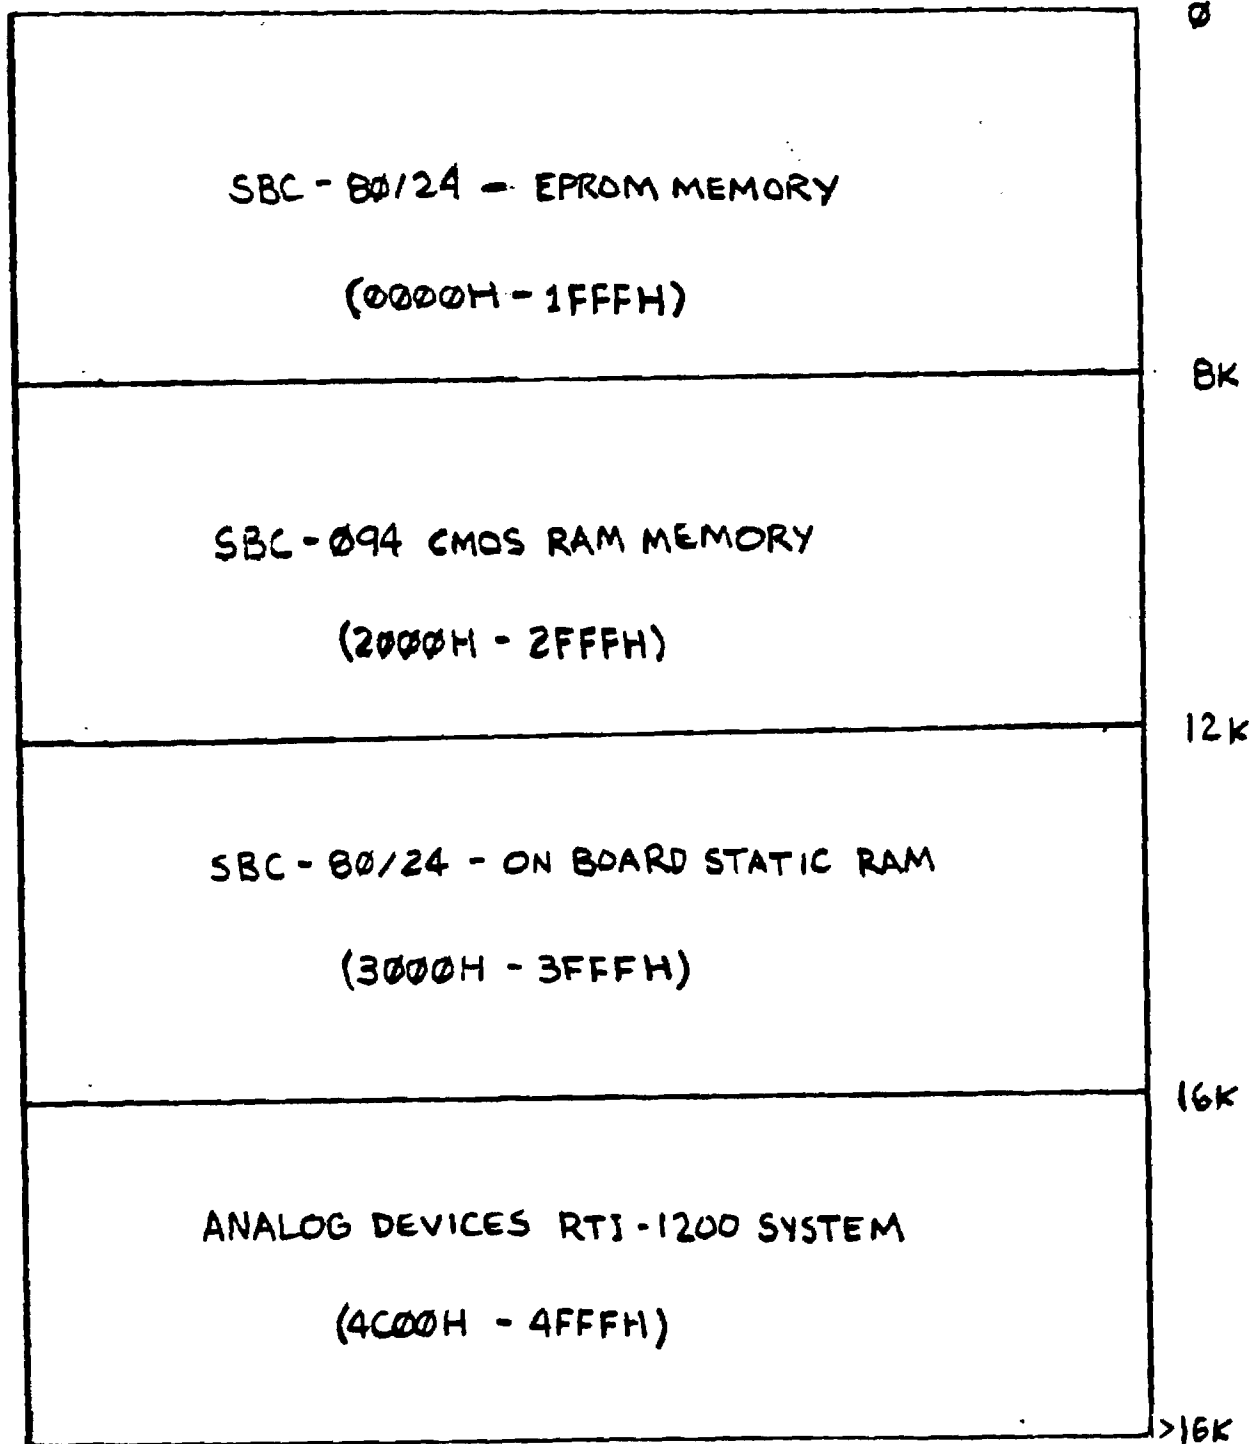 Ø
SBC - 8Ø/24 - EPROM MEMORY
(ØØØØH - 1FFFH)
8K
SBC - Ø94 CMOS RAM MEMORY
(2ØØØH - 2FFFH)
12K
SBC - 8Ø/24 - ON BOARD STATIC RAM
(3ØØØH - 3FFFH)
16K
ANALOG DEVICES RTI - 1200 SYSTEM
(4CØØH - 4FFFH)
>16K